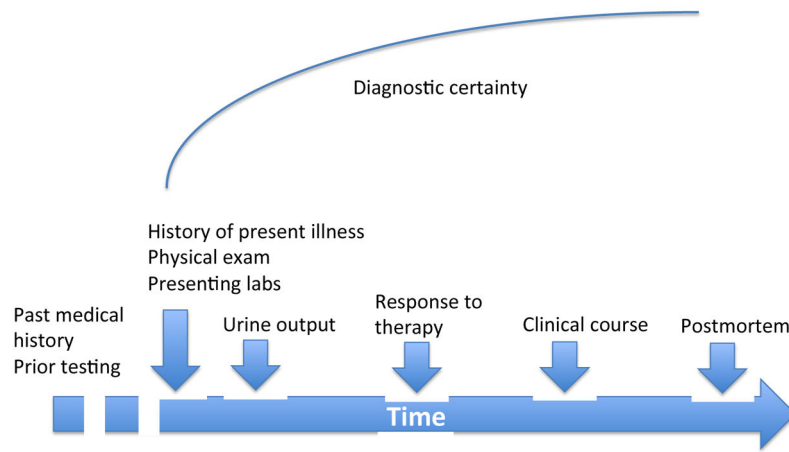 Diagnostic certainty
History of present illness
Physical exam
Presenting labs
Past medical
history
Prior testing
Urine output
Response to
therapy
Clinical course
Postmortem
Time